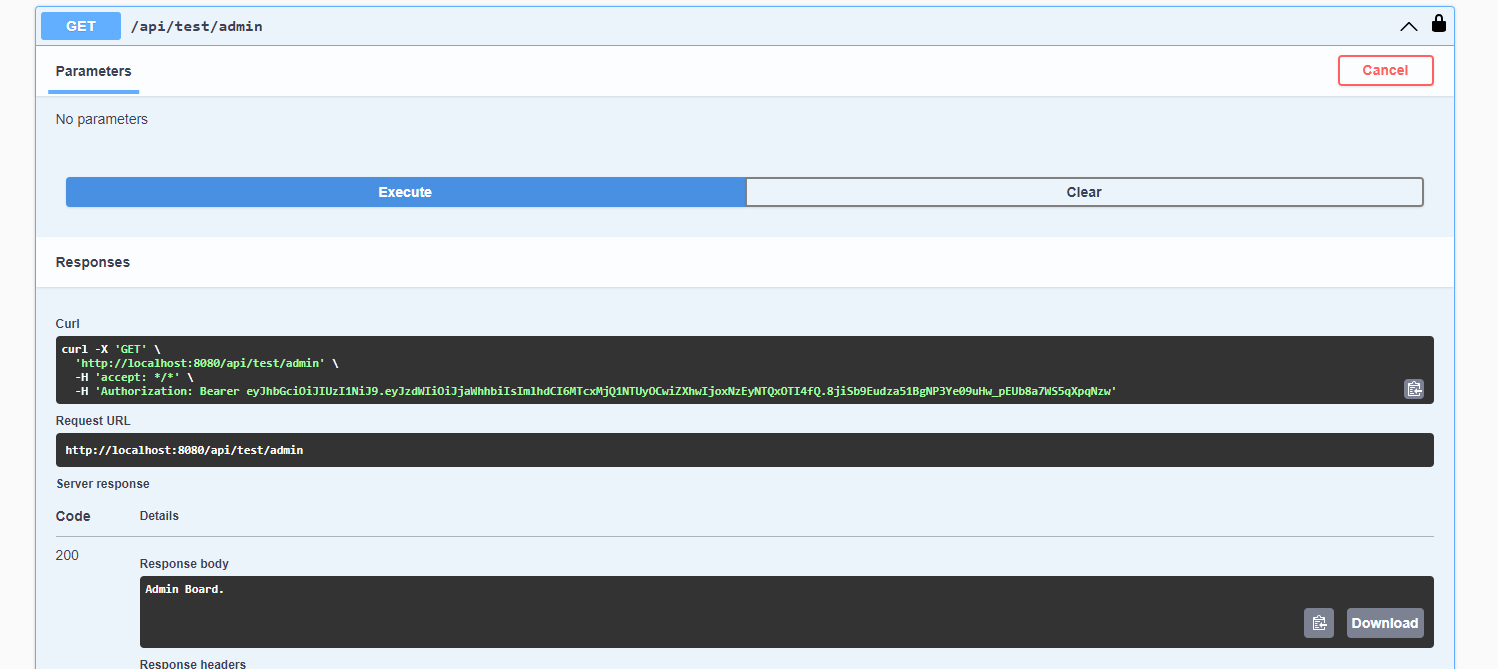 GET /api/test/admin
Parameters
Cancel
No parameters
Execute
Clear
Responses
Curl
curl -X 'GET' \
'http://localhost:8080/api/test/admin' \
-H 'accept: */*' \
-H 'Authorization: Bearer eyJhbGciOiJIUzI1NiJ9.eyJzdWIiOiJjaWhhbiIsImlhdCI6MTcxMjQ1NTUyOCwiZXhwIjoxNzEyNTQxOTI4fQ.8jiSb9Eudza51BgNP3Ye09uHw_pEUb8a7WS5qXpqNzw'
Request URL
http://localhost:8080/api/test/admin
Server response
Code Details
200
Response body
Admin Board.
Download
Response headers